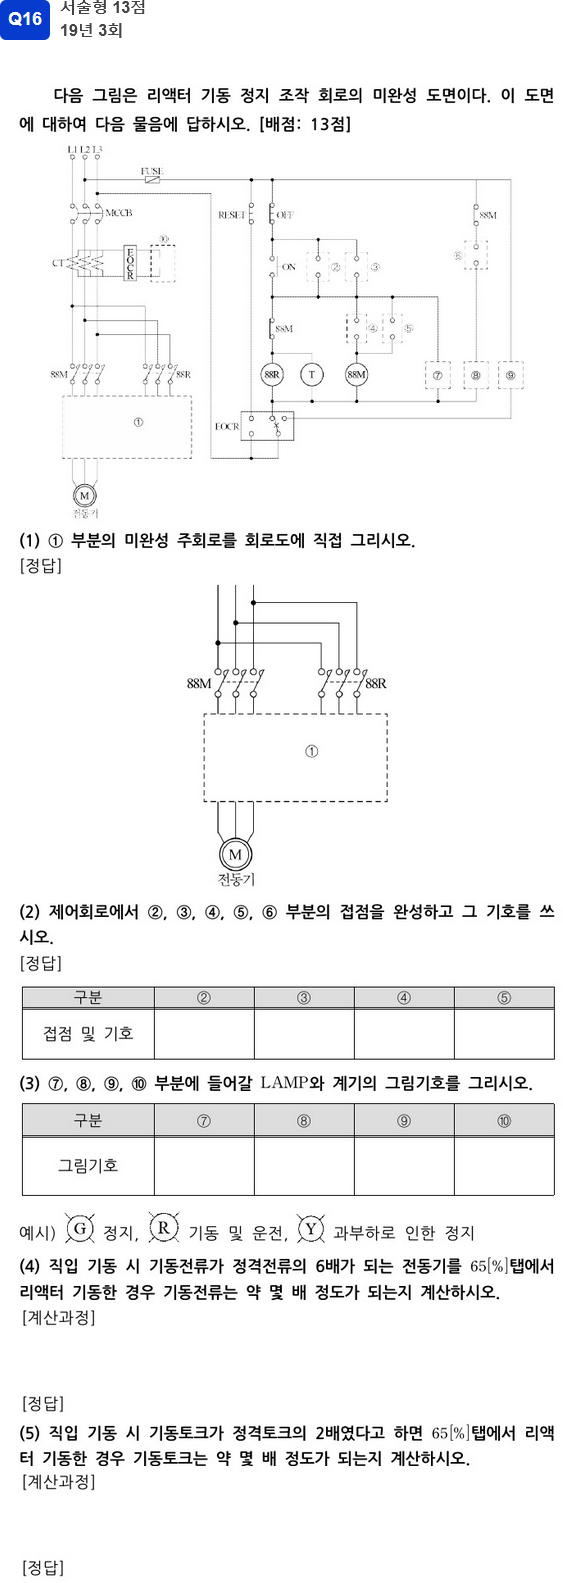 Q16
서술형 13점
19년 3회
다음 그림은 리액터 기동 정지 조작 회로의 미완성 도면이다. 이 도면
에 대하여 다음 물음에 답하시오. [배점: 13점]
L1 L2 L3
FUSE
MCCB
RESET
OFF
88M
⑩
CT
EOCR
ON
②
③
⑥
88M
④
⑤
88M
88R
88R
T
88M
⑦
⑧
⑨
①
EOCR
M
전동기
(1) ① 부분의 미완성 주회로를 회로도에 직접 그리시오.
[정답]
88M
88R
①
M
전동기
(2) 제어회로에서 ②, ③, ④, ⑤, ⑥ 부분의 접점을 완성하고 그 기호를 쓰
시오.
[정답]
구분 ② ③ ④ ⑤
접점 및 기호
(3) ⑦, ⑧, ⑨, ⑩ 부분에 들어갈 LAMP와 계기의 그림기호를 그리시오.
구분 ⑦ ⑧ ⑨ ⑩
그림기호
예시) G 정지, R 기동 및 운전, Y 과부하로 인한 정지
(4) 직입 기동 시 기동전류가 정격전류의 6배가 되는 전동기를 65[%]탭에서
리액터 기동한 경우 기동전류는 약 몇 배 정도가 되는지 계산하시오.
[계산과정]
[정답]
(5) 직입 기동 시 기동토크가 정격토크의 2배였다고 하면 65[%]탭에서 리액
터 기동한 경우 기동토크는 약 몇 배 정도가 되는지 계산하시오.
[계산과정]
[정답]